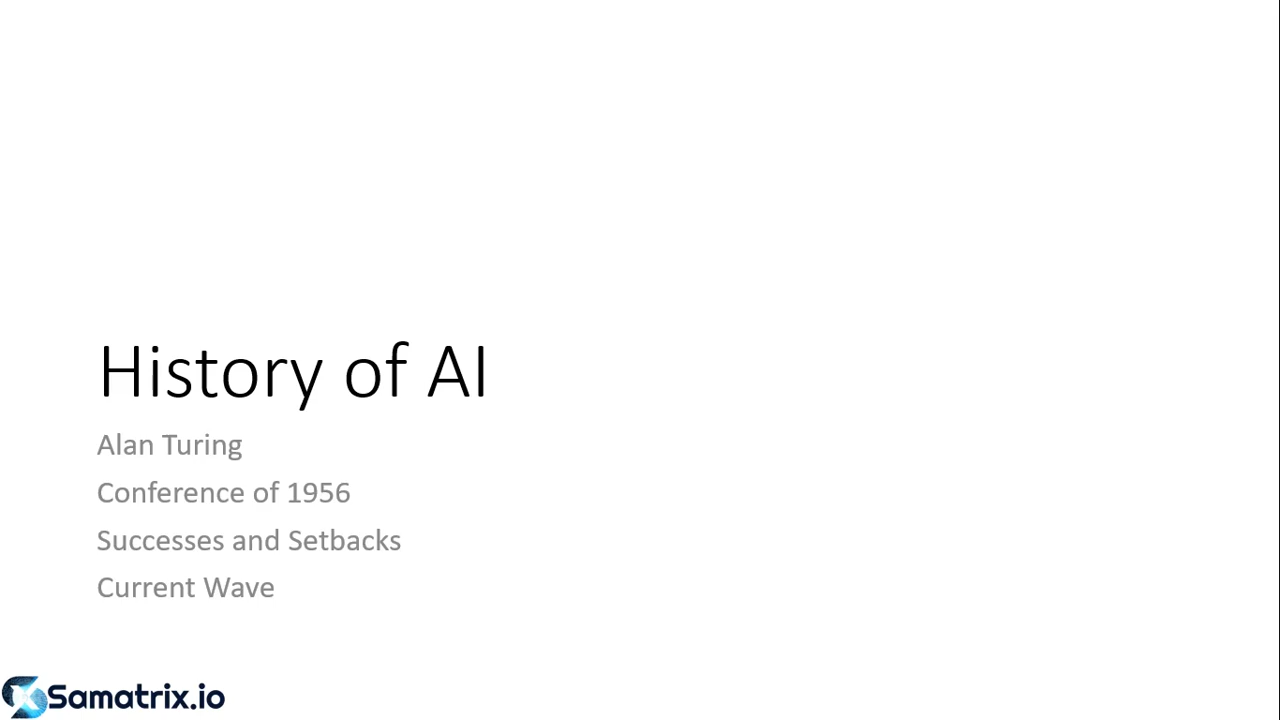 History of AI
Alan Turing
Conference of 1956
Successes and Setbacks
Current Wave
Samatrix.io